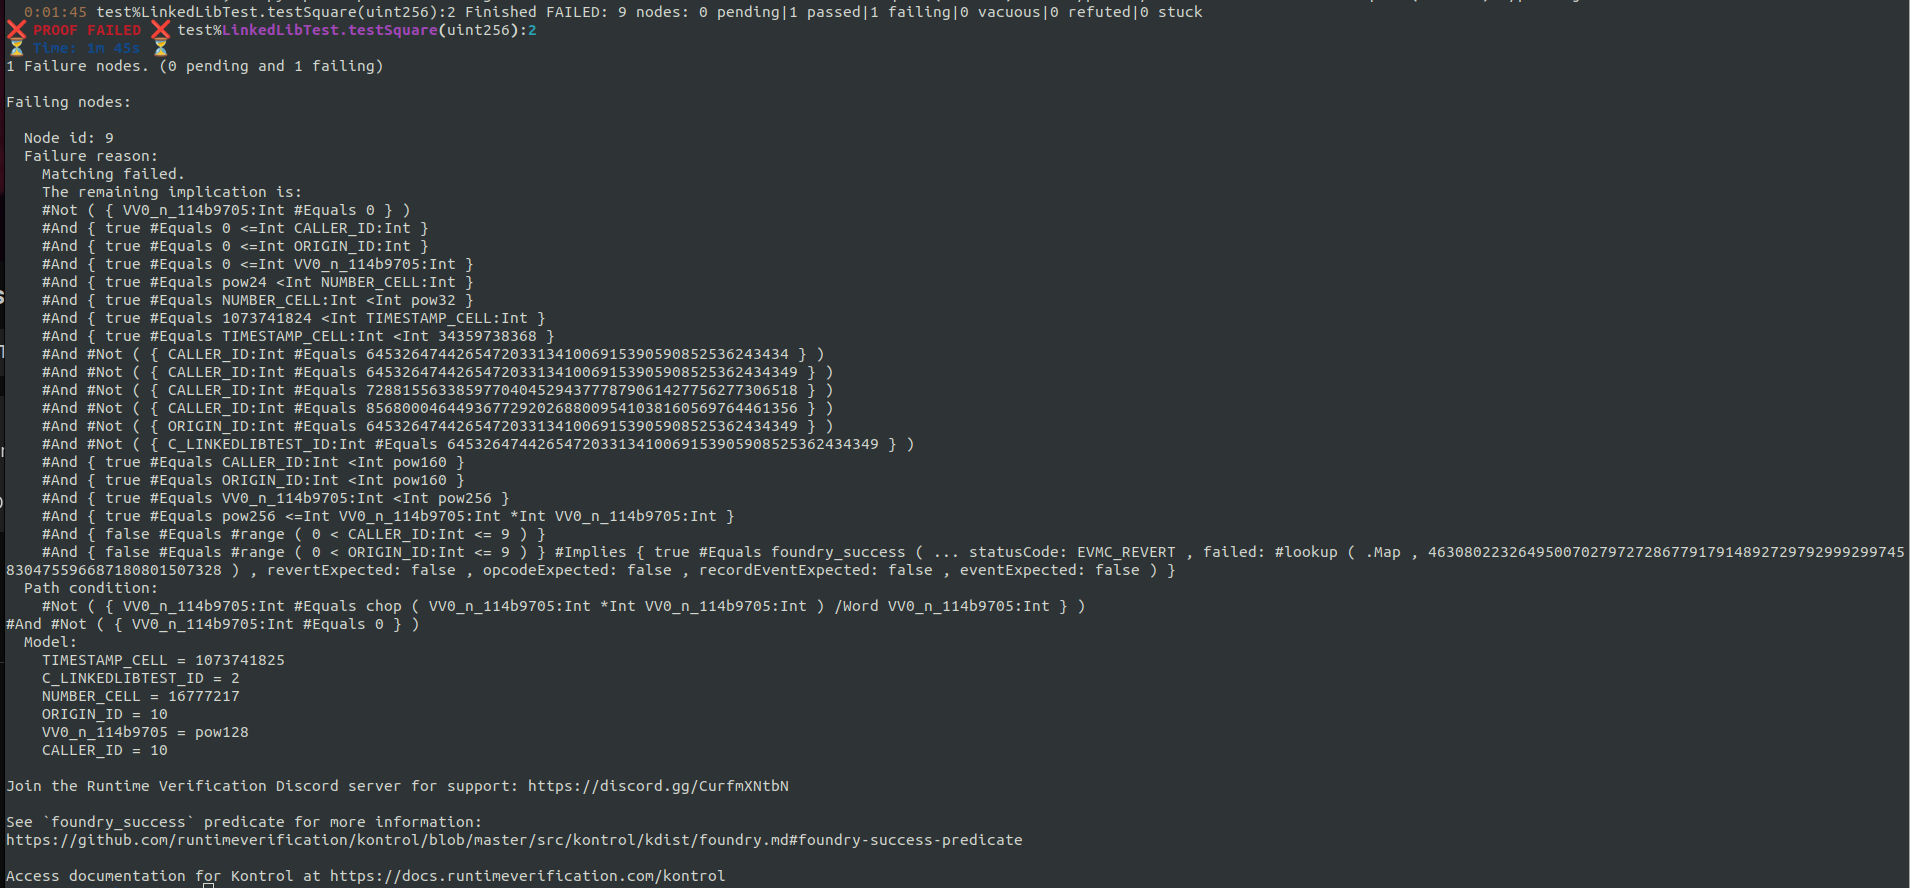 0:01:45 test%LinkedLibTest.testSquare(uint256):2 Finished FAILED: 9 nodes: 0 pending|1 passed|1 failing|0 vacuous|0 refuted|0 stuck
❌ PROOF FAILED ❌ test%LinkedLibTest.testSquare(uint256):2
⏳ Time: 1m 45s ⏳
1 Failure nodes. (0 pending and 1 failing)
Failing nodes:
Node id: 9
Failure reason:
Matching failed.
The remaining implication is:
#Not ( { VV0_n_114b9705:Int #Equals 0 } )
#And { true #Equals 0 <=Int CALLER_ID:Int }
#And { true #Equals 0 <=Int ORIGIN_ID:Int }
#And { true #Equals 0 <=Int VV0_n_114b9705:Int }
#And { true #Equals pow24 <Int NUMBER_CELL:Int }
#And { true #Equals NUMBER_CELL:Int <Int pow32 }
#And { true #Equals 1073741824 <Int TIMESTAMP_CELL:Int }
#And { true #Equals TIMESTAMP_CELL:Int <Int 34359738368 }
#And #Not ( { CALLER_ID:Int #Equals 64532647442654720331341006915390590852536243434 } )
#And #Not ( { CALLER_ID:Int #Equals 645326474426547203313410069153905908525362434349 } )
#And #Not ( { CALLER_ID:Int #Equals 728815563385977040452943777879061427756277306518 } )
#And #Not ( { CALLER_ID:Int #Equals 856800046449367729202688009541038160569764461356 } )
#And #Not ( { ORIGIN_ID:Int #Equals 645326474426547203313410069153905908525362434349 } )
#And #Not ( { C_LINKEDLIBTEST_ID:Int #Equals 645326474426547203313410069153905908525362434349 } )
#And { true #Equals CALLER_ID:Int <Int pow160 }
#And { true #Equals ORIGIN_ID:Int <Int pow160 }
#And { true #Equals VV0_n_114b9705:Int <Int pow256 }
#And { true #Equals pow256 <=Int VV0_n_114b9705:Int *Int VV0_n_114b9705:Int }
#And { false #Equals #range ( 0 < CALLER_ID:Int <= 9 ) }
#And { false #Equals #range ( 0 < ORIGIN_ID:Int <= 9 ) } #Implies { true #Equals foundry_success ( ... statusCode: EVMC_REVERT , failed: #lookup ( .Map , 46308022326495007027972728677917914892729792999299745
830475596687180801507328 ) , revertExpected: false , opcodeExpected: false , recordEventExpected: false , eventExpected: false ) }
Path condition:
#Not ( { VV0_n_114b9705:Int #Equals chop ( VV0_n_114b9705:Int *Int VV0_n_114b9705:Int ) /Word VV0_n_114b9705:Int } )
#And #Not ( { VV0_n_114b9705:Int #Equals 0 } )
Model:
TIMESTAMP_CELL = 1073741825
C_LINKEDLIBTEST_ID = 2
NUMBER_CELL = 16777217
ORIGIN_ID = 10
VV0_n_114b9705 = pow128
CALLER_ID = 10
Join the Runtime Verification Discord server for support: https://discord.gg/CurfmXNtbN
See `foundry_success` predicate for more information:
https://github.com/runtimeverification/kontrol/blob/master/src/kontrol/kdist/foundry.md#foundry-success-predicate
Access documentation for Kontrol at https://docs.runtimeverification.com/kontrol